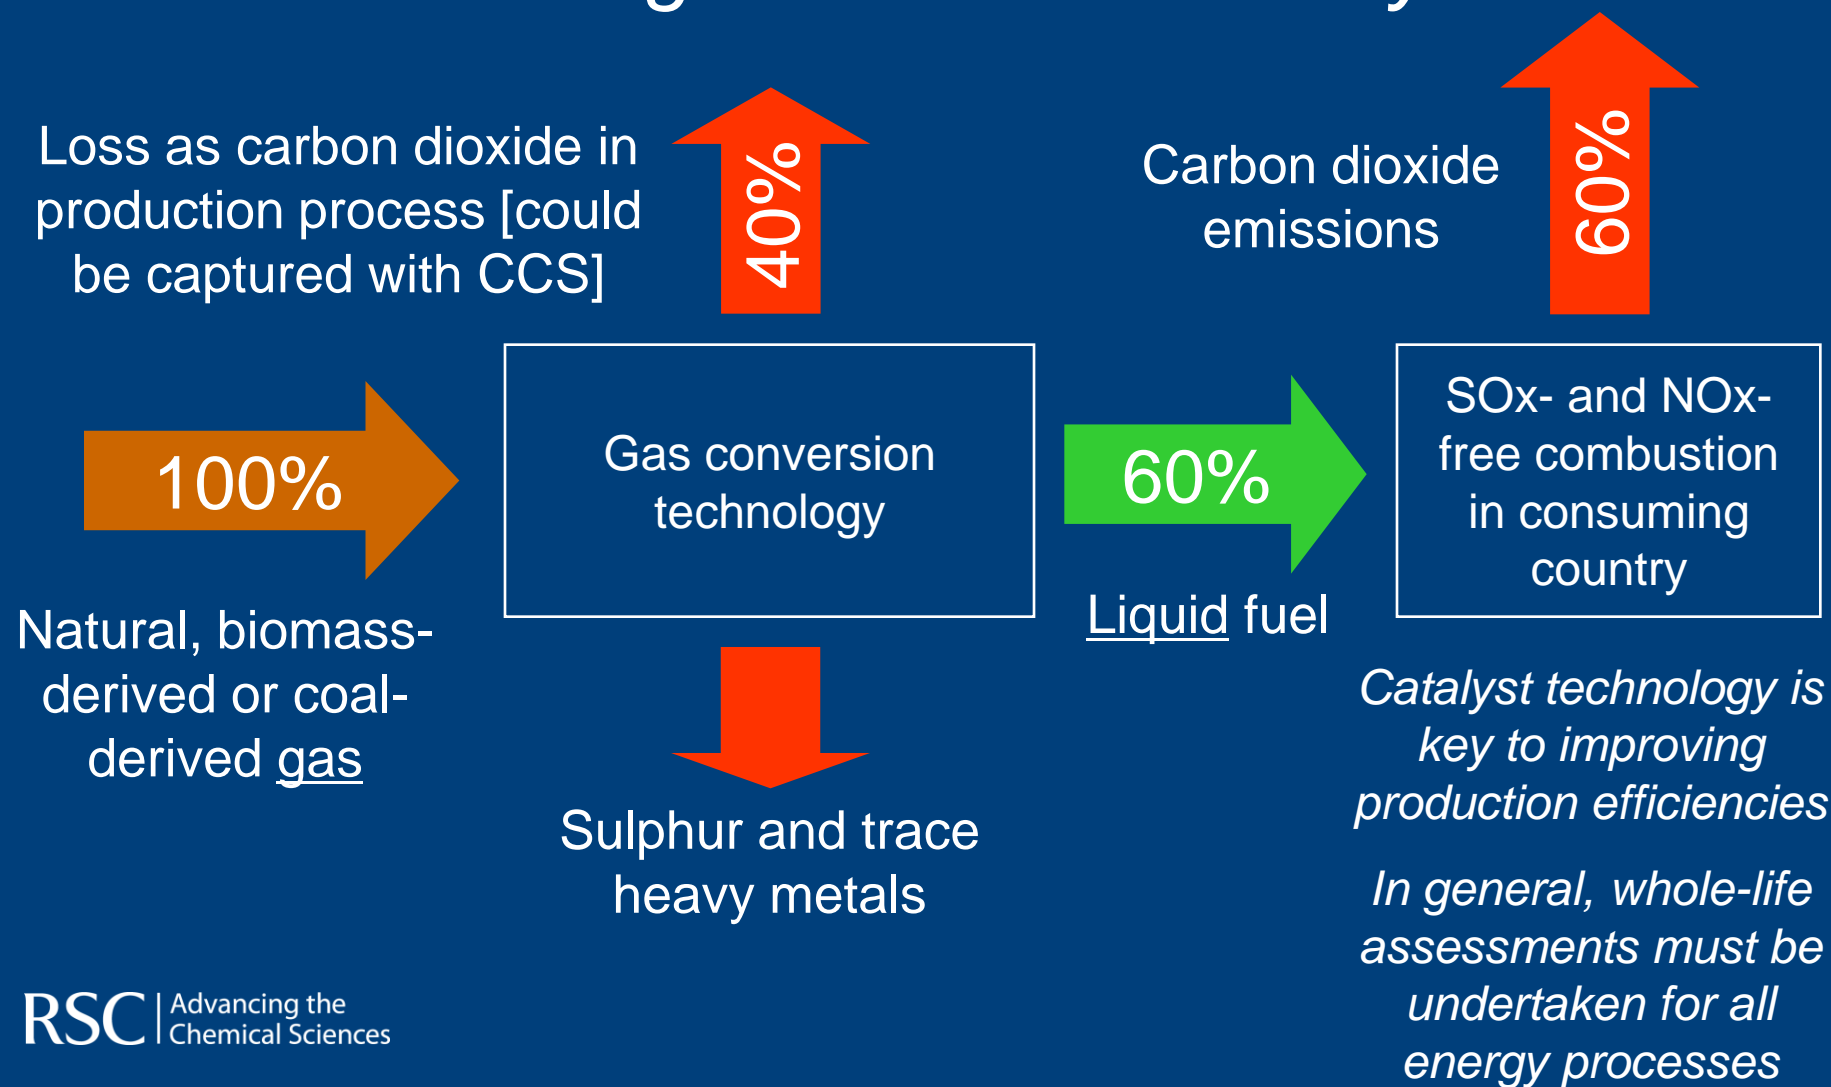 Loss as carbon dioxide in
production process [could
be captured with CCS]
40%
Carbon dioxide
emissions
60%
100%
Gas conversion
technology
60%
SOx- and NOx-
free combustion
in consuming
country
Natural, biomass-
derived or coal-
derived gas
Liquid fuel
Sulphur and trace
heavy metals
Catalyst technology is
key to improving
production efficiencies
In general, whole-life
assessments must be
undertaken for all
energy processes
RSC
Advancing the
Chemical Sciences